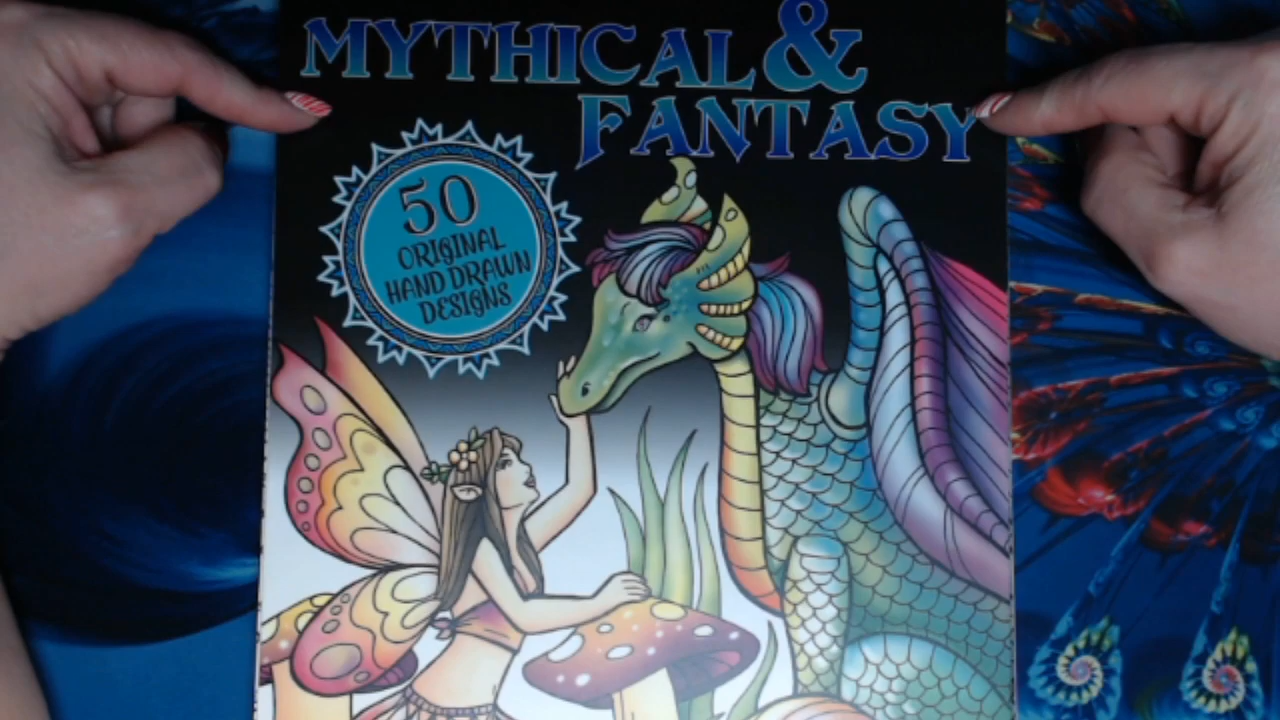 MYTHICAL &
FANTASY
50
ORIGINAL
HAND DRAWN
DESIGNS